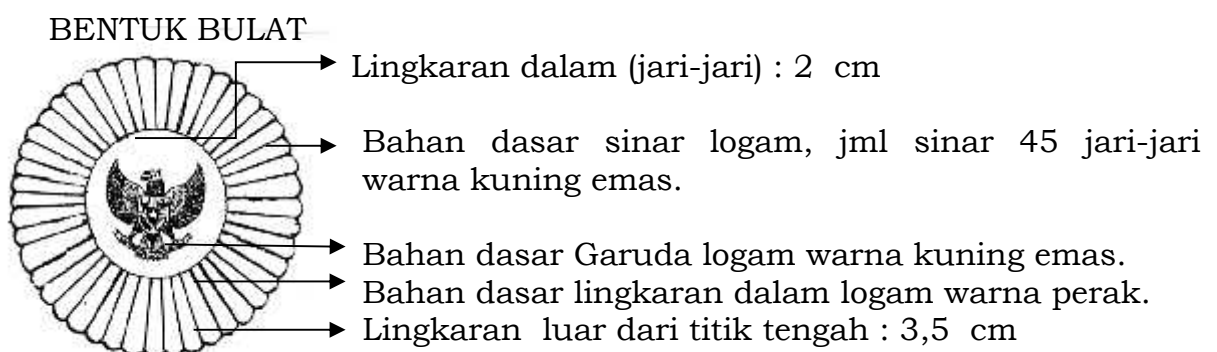 BENTUK BULAT
Lingkaran dalam (jari-jari) : 2 cm
Bahan dasar sinar logam, jml sinar 45 jari-jari
warna kuning emas.
Bahan dasar Garuda logam warna kuning emas.
Bahan dasar lingkaran dalam logam warna perak.
Lingkaran luar dari titik tengah : 3,5 cm